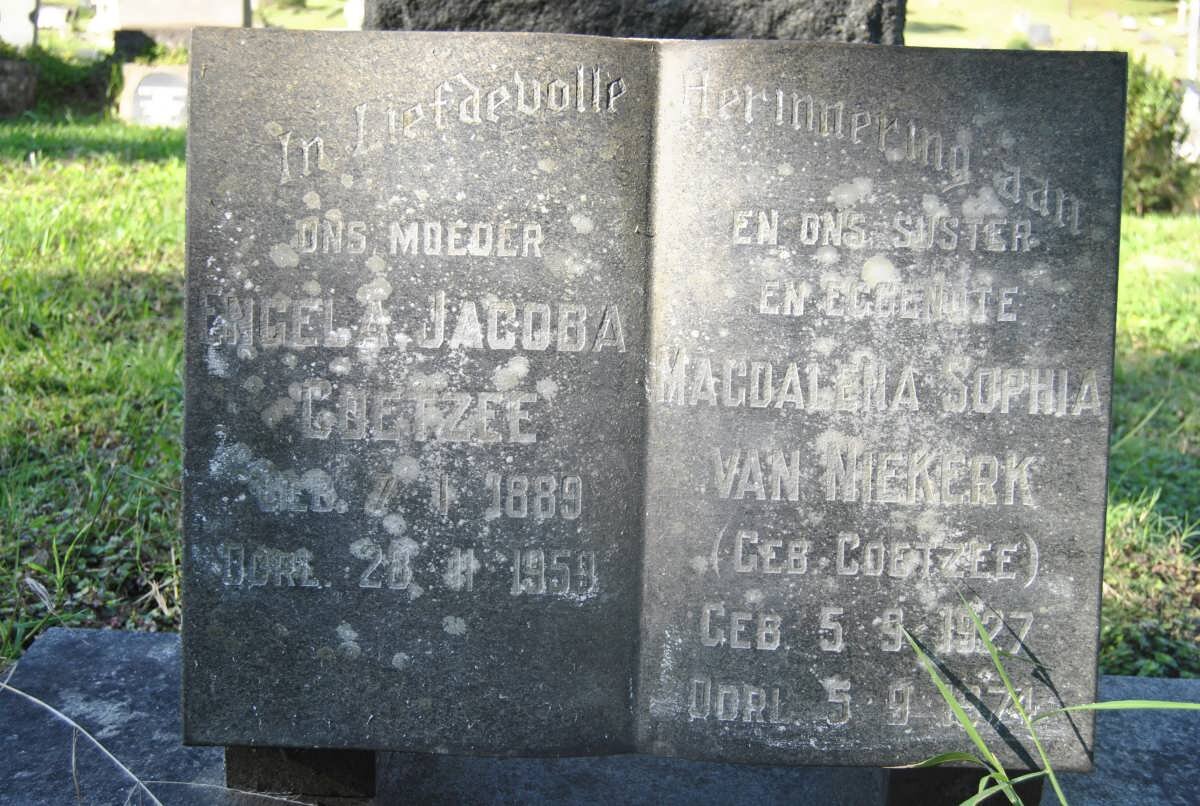 In Liefdevolle
ONS MOEDER
ENGELA JACOBA
COETZEE
GEB. 7 1 1889
OORL. 28 11 1959
Herinnering aan
EN ONS SUSTER
EN EGGENOTE
MAGDALENA SOPHIA
VAN NIEKERK
(GEB COETZEE)
GEB. 5 9 1927
OORL 5 9 1974